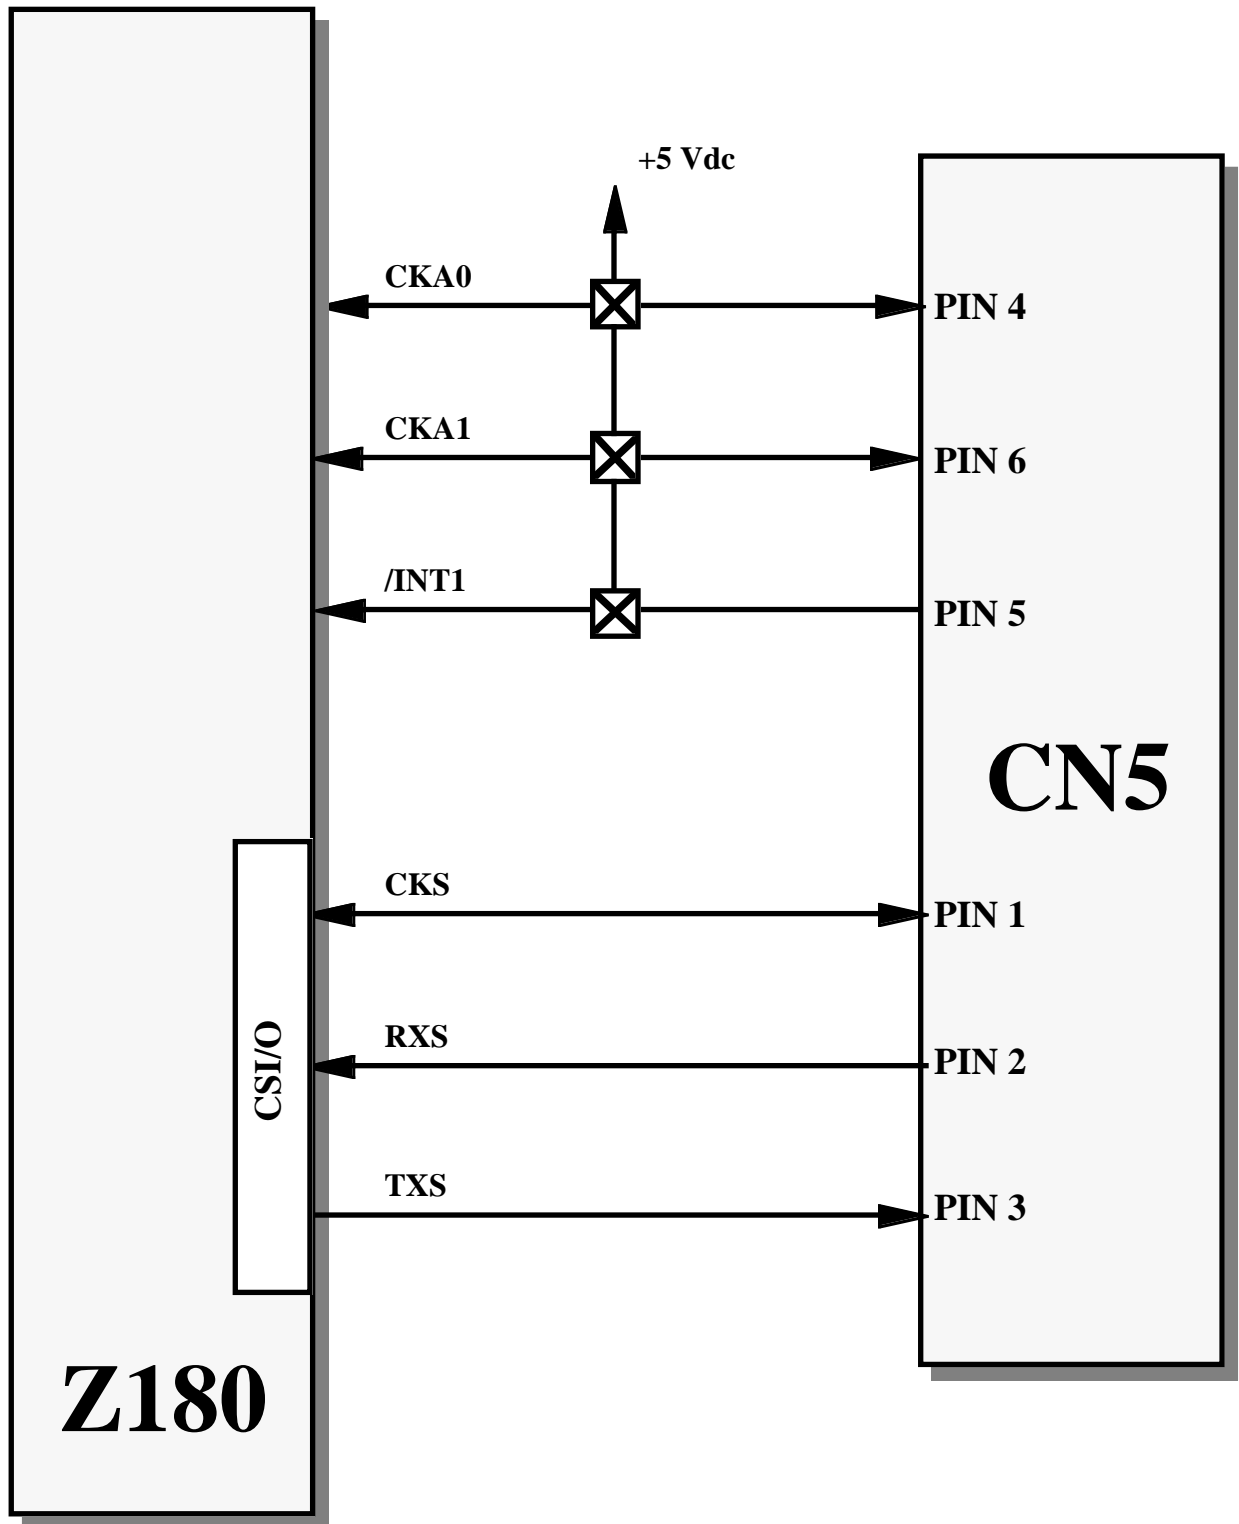 +5 Vdc
CKA0
PIN 4
CKA1
PIN 6
/INT1
PIN 5
CN5
CKS
PIN 1
RXS
PIN 2
CSI/O
TXS
PIN 3
Z180